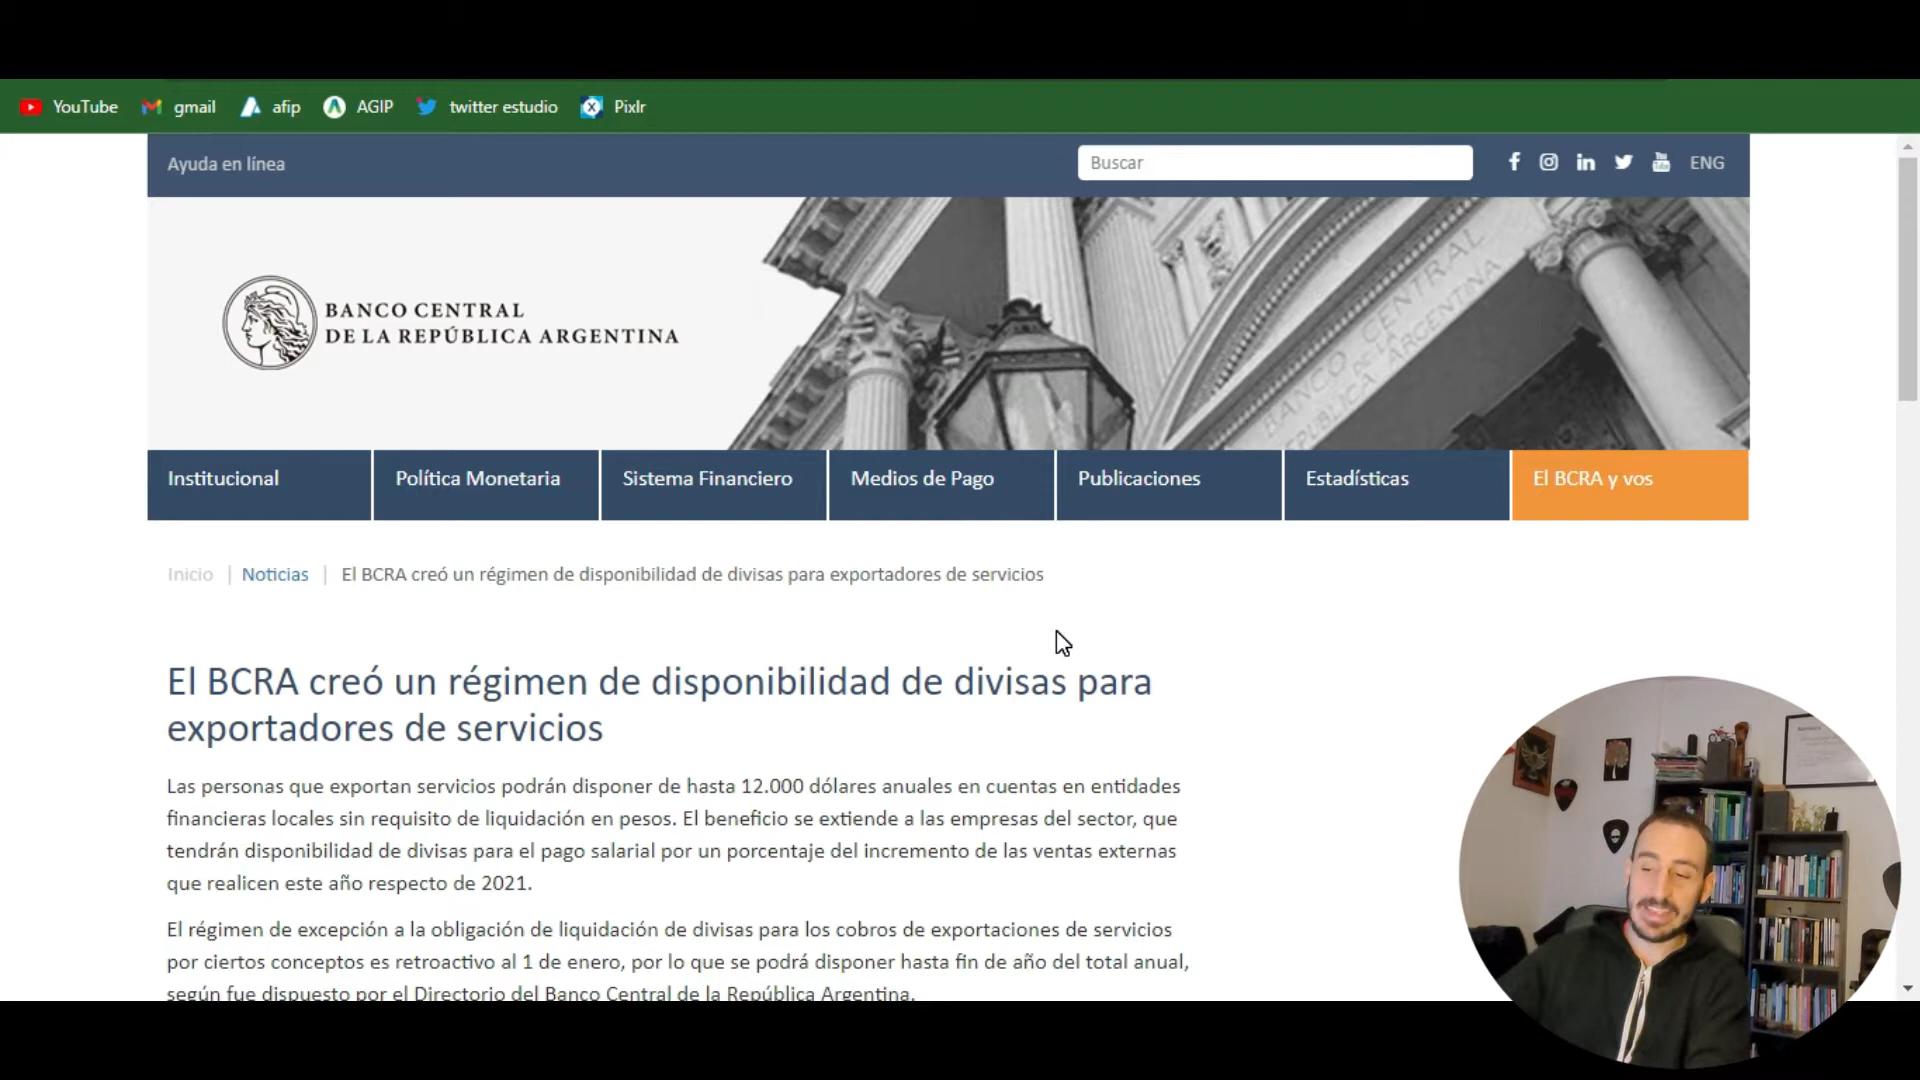 YouTube gmail afip AGIP twitter estudio Pixlr
Ayuda en línea Buscar ENG
BANCO CENTRAL
DE LA REPÚBLICA ARGENTINA
BANCO CENTRAL
DE LA
REPUBLICA ARGENTINA
Institucional Política Monetaria Sistema Financiero Medios de Pago Publicaciones Estadísticas El BCRA y vos
Inicio | Noticias | El BCRA creó un régimen de disponibilidad de divisas para exportadores de servicios
El BCRA creó un régimen de disponibilidad de divisas para
exportadores de servicios
Las personas que exportan servicios podrán disponer de hasta 12.000 dólares anuales en cuentas en entidades
financieras locales sin requisito de liquidación en pesos. El beneficio se extiende a las empresas del sector, que
tendrán disponibilidad de divisas para el pago salarial por un porcentaje del incremento de las ventas externas
que realicen este año respecto de 2021.
El régimen de excepción a la obligación de liquidación de divisas para los cobros de exportaciones de servicios
por ciertos conceptos es retroactivo al 1 de enero, por lo que se podrá disponer hasta fin de año del total anual,
según fue dispuesto por el Directorio del Banco Central de la República Argentina.